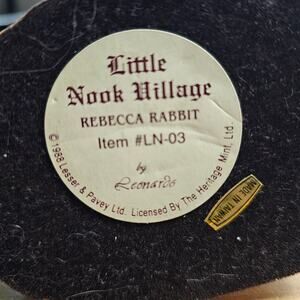 Little
Nook Village
REBECCA RABBIT
Item #LN-03
by
Leonardo
© 1988 Lesser & Pavey Ltd. Licensed By The Heritage Mint, Ltd.
MADE IN TAIWAN